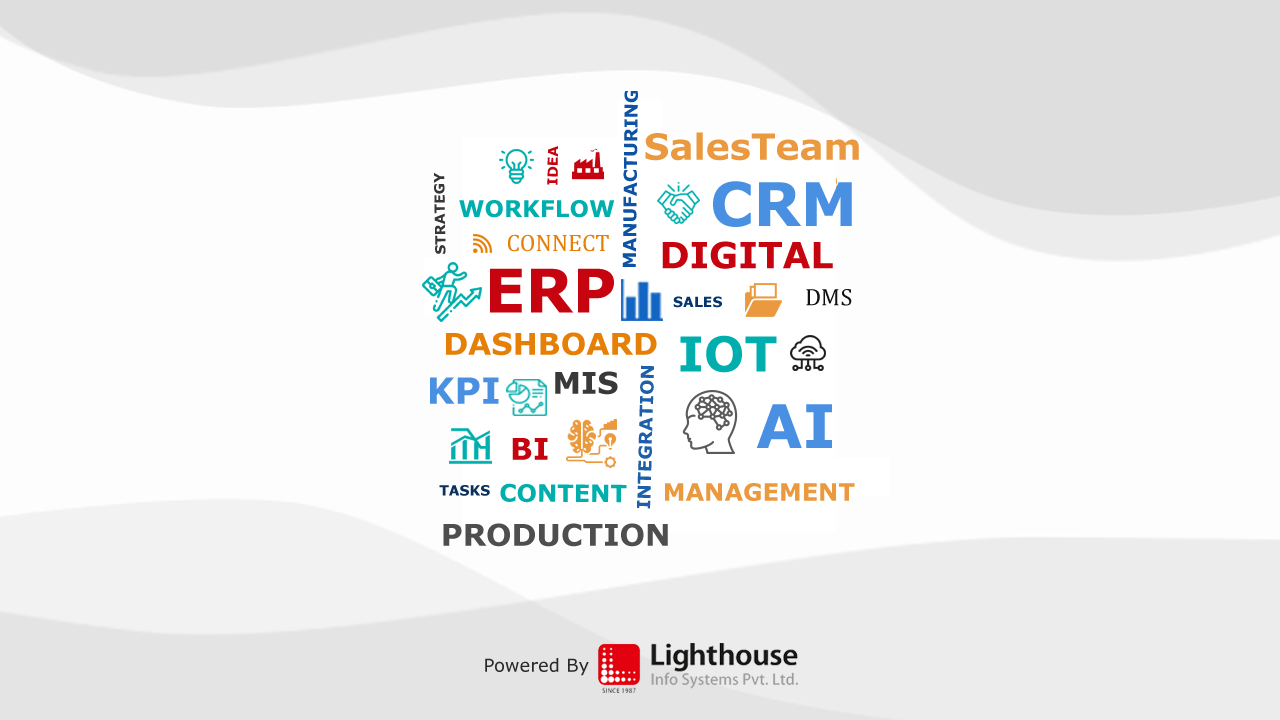 MANUFACTURING
SalesTeam
IDEA
STRATEGY
WORKFLOW
CRM
CONNECT
DIGITAL
ERP
SALES
DMS
DASHBOARD
IOT
KPI
MIS
INTEGRATION
AI
BI
TASKS
CONTENT
MANAGEMENT
PRODUCTION
Powered By
Lighthouse
Info Systems Pvt. Ltd.
SINCE 1987